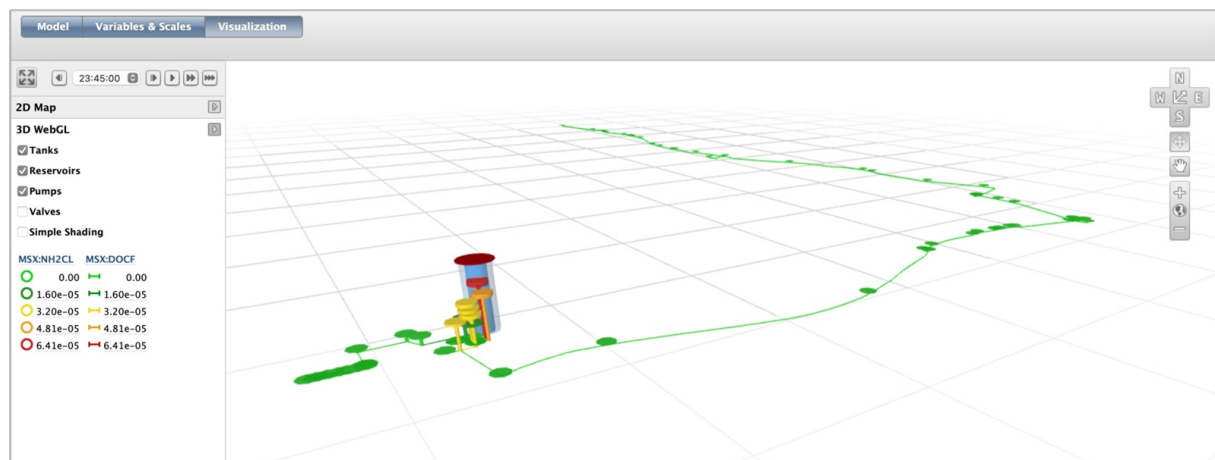 Model Variables & Scales Visualization
23:45:00
2D Map
3D WebGL
Tanks
Reservoirs
Pumps
Valves
Simple Shading
MSX:NH2CL MSX:DOCF
0.00 0.00
1.60e-05 1.60e-05
3.20e-05 3.20e-05
4.81e-05 4.81e-05
6.41e-05 6.41e-05
N
W E
S